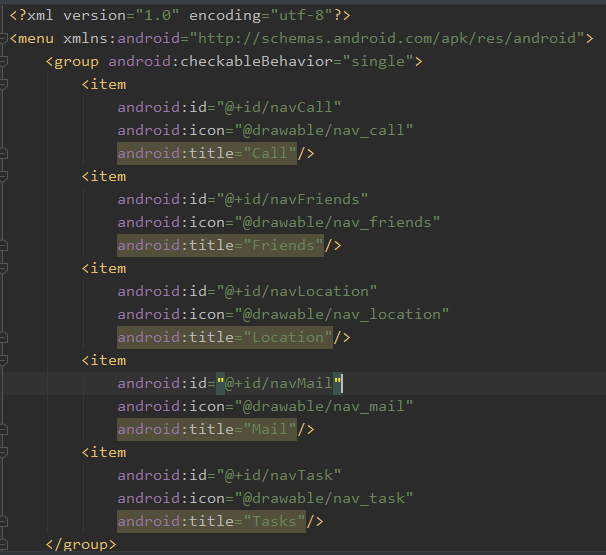 <?xml version="1.0" encoding="utf-8"?>
<menu xmlns:android="http://schemas.android.com/apk/res/android">
    <group android:checkableBehavior="single">
        <item
            android:id="@+id/navCall"
            android:icon="@drawable/nav_call"
            android:title="Call"/>
        <item
            android:id="@+id/navFriends"
            android:icon="@drawable/nav_friends"
            android:title="Friends"/>
        <item
            android:id="@+id/navLocation"
            android:icon="@drawable/nav_location"
            android:title="Location"/>
        <item
            android:id="@+id/navMail"
            android:icon="@drawable/nav_mail"
            android:title="Mail"/>
        <item
            android:id="@+id/navTask"
            android:icon="@drawable/nav_task"
            android:title="Tasks"/>
    </group>